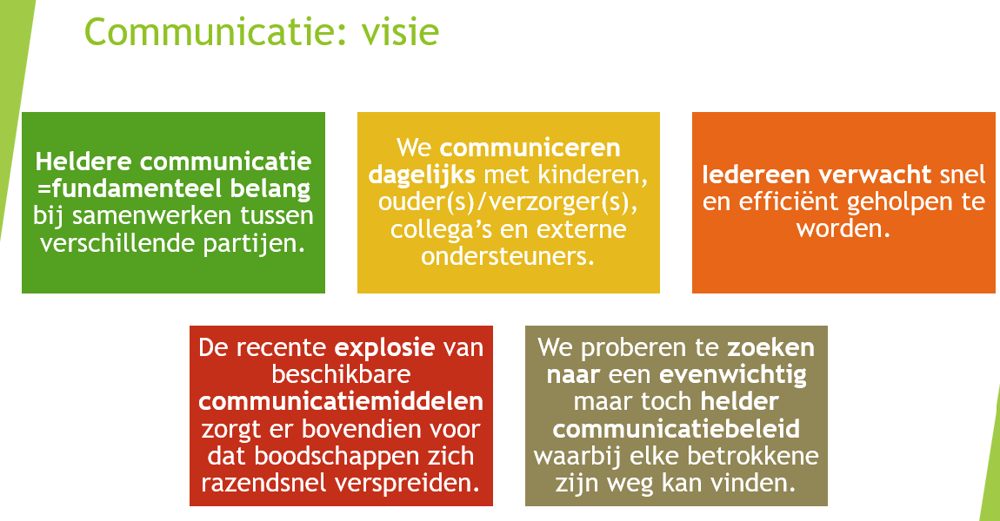 Communicatie: visie
Heldere communicatie
=fundamenteel belang
bij samenwerken tussen
verschillende partijen.
We communiceren
dagelijks met kinderen,
ouder(s)/verzorger(s),
collega’s en externe
ondersteuners.
Iedereen verwacht snel
en efficiënt geholpen te
worden.
De recente explosie van
beschikbare
communicatiemiddelen
zorgt er bovendien voor
dat boodschappen zich
razendsnel verspreiden.
We proberen te zoeken
naar een evenwichtig
maar toch helder
communicatiebeleid
waarbij elke betrokkene
zijn weg kan vinden.